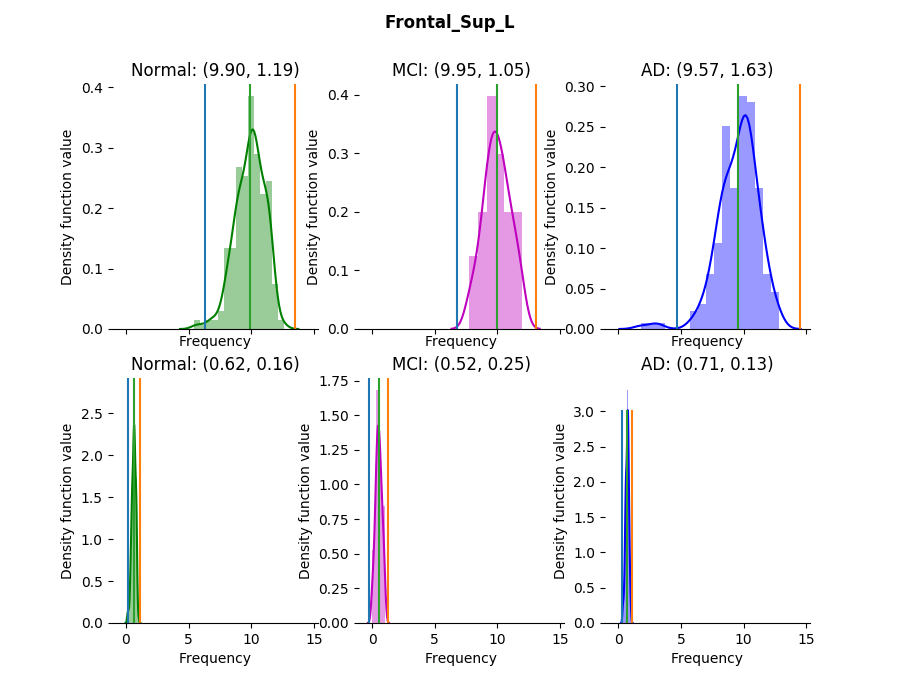 Frontal_Sup_L
Normal: (9.90, 1.19)
MCI: (9.95, 1.05)
AD: (9.57, 1.63)
Density function value
0.4
0.3
0.2
0.1
0.0
Frequency
Density function value
0.4
0.3
0.2
0.1
0.0
Frequency
Density function value
0.30
0.25
0.20
0.15
0.10
0.05
0.00
Frequency
Normal: (0.62, 0.16)
MCI: (0.52, 0.25)
AD: (0.71, 0.13)
Density function value
2.5
2.0
1.5
1.0
0.5
0.0
0 5 10 15
Frequency
Density function value
1.75
1.50
1.25
1.00
0.75
0.50
0.25
0.00
0 5 10 15
Frequency
Density function value
3.0
2.5
2.0
1.5
1.0
0.5
0.0
0 5 10 15
Frequency